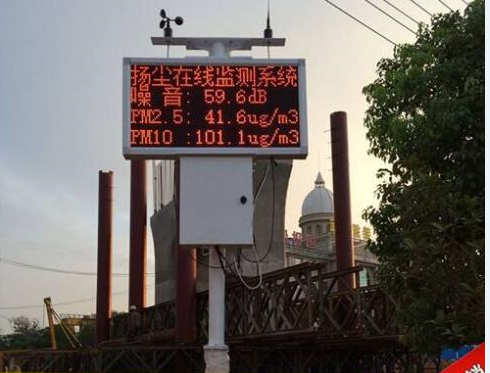 扬尘在线监测系统
噪 音: 59.6dB
PM2.5: 41.6ug/m3
PM10 :101.1ug/m3